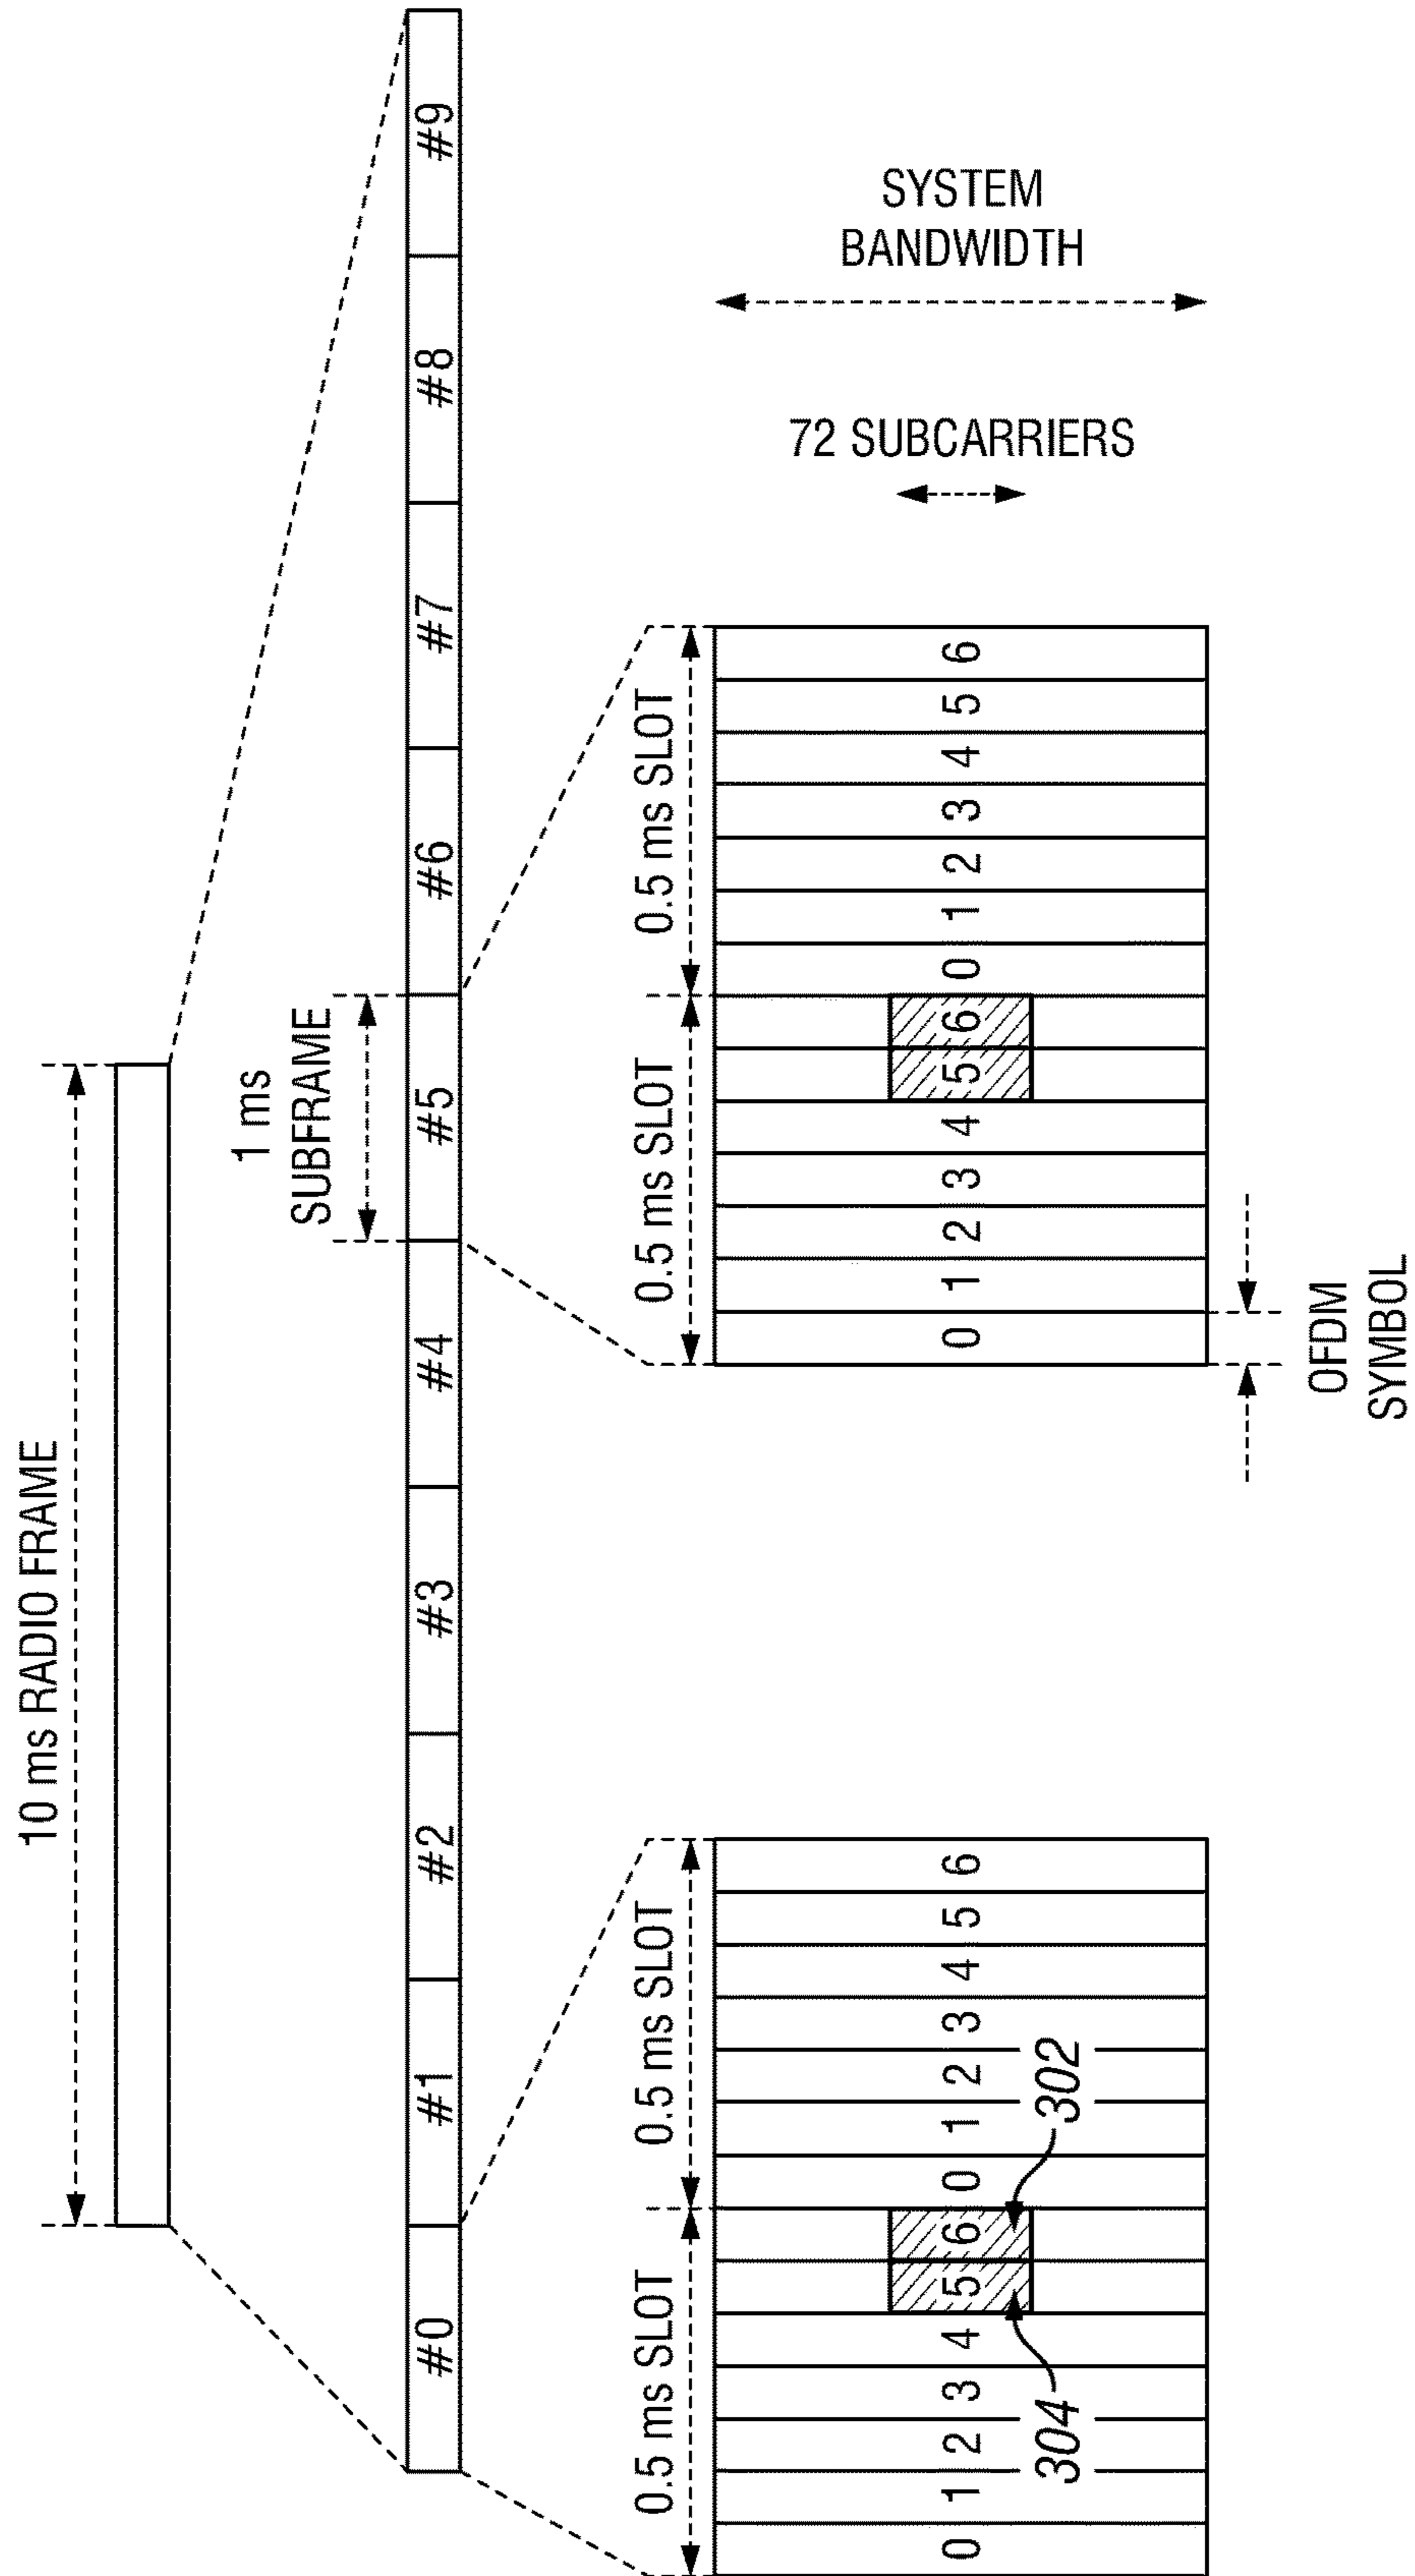 10 ms RADIO FRAME
1 ms
SUBFRAME
#0 #1 #2 #3 #4 #5 #6 #7 #8 #9
0.5 ms SLOT 0.5 ms SLOT 0.5 ms SLOT 0.5 ms SLOT
0 1 2 3 4 5 6 0 1 2 3 4 5 6
304 302
0 1 2 3 4 5 6 0 1 2 3 4 5 6
72 SUBCARRIERS
SYSTEM
BANDWIDTH
OFDM
SYMBOL